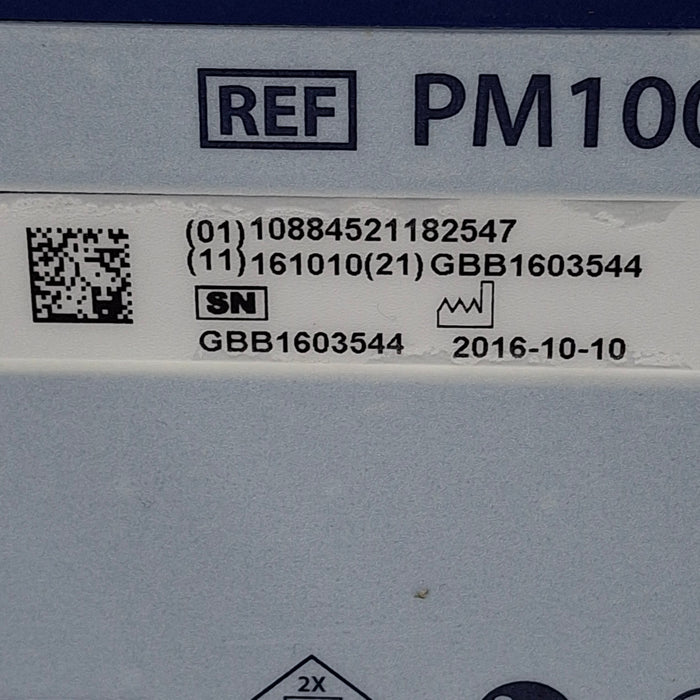 REF PM100
(01)10884521182547
(11)161010(21)GBB1603544
SN
GBB1603544 2016-10-10
2X